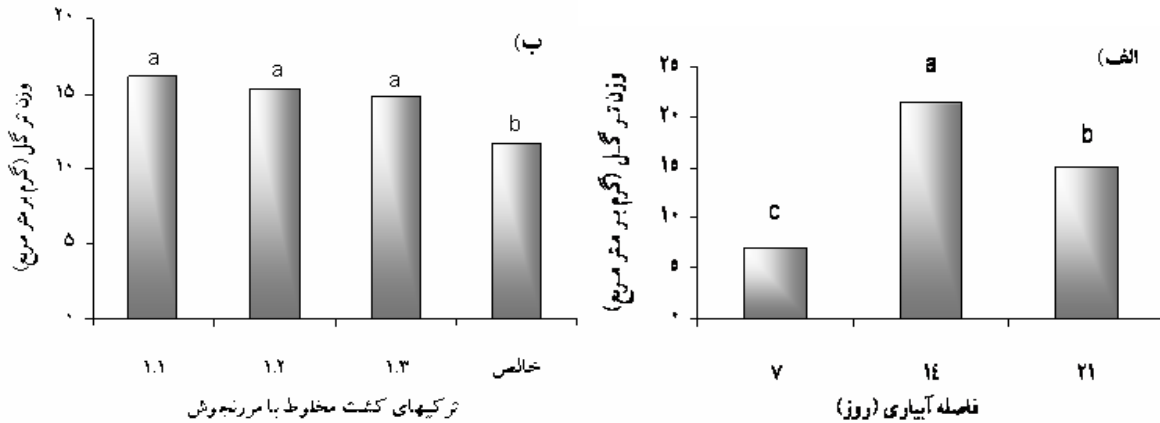 الف)
وزن تر گل (گرم بر متر مربع)
۲۵
۲۰
۱۵
۱۰
۵
۰
c
a
b
۷ ۱٤ ۲۱
فاصله آبیاری (روز)
ب)
وزن تر گل (گرم بر متر مربع)
۲۰
۱۵
۱۰
۵
۰
a
a
a
b
۱.۱ ۱.۲ ۱.۳ خالص
ترکیبهای کشت مخلوط با مرزنجوش